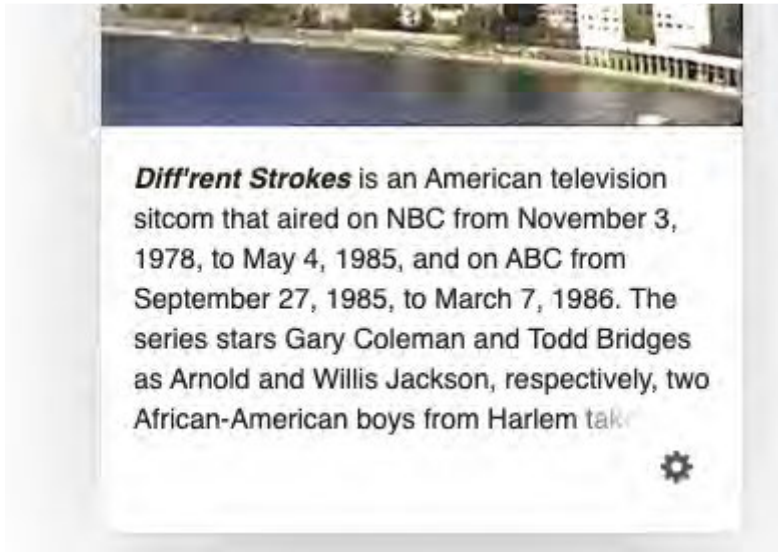 Diff'rent Strokes is an American television
sitcom that aired on NBC from November 3,
1978, to May 4, 1985, and on ABC from
September 27, 1985, to March 7, 1986. The
series stars Gary Coleman and Todd Bridges
as Arnold and Willis Jackson, respectively, two
African-American boys from Harlem